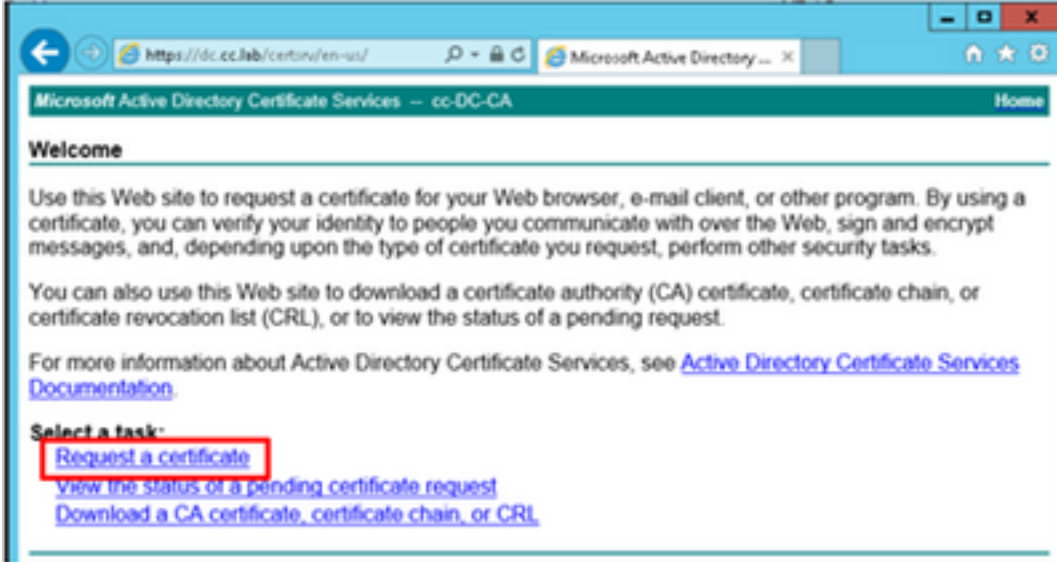 https://dc.cc.lab/certsrv/en-us/
Microsoft Active Directory ...
Microsoft Active Directory Certificate Services -- cc-DC-CA
Home
Welcome
Use this Web site to request a certificate for your Web browser, e-mail client, or other program. By using a
certificate, you can verify your identity to people you communicate with over the Web, sign and encrypt
messages, and, depending upon the type of certificate you request, perform other security tasks.
You can also use this Web site to download a certificate authority (CA) certificate, certificate chain, or
certificate revocation list (CRL), or to view the status of a pending request.
For more information about Active Directory Certificate Services, see Active Directory Certificate Services
Documentation.
Select a task:
Request a certificate
View the status of a pending certificate request
Download a CA certificate, certificate chain, or CRL